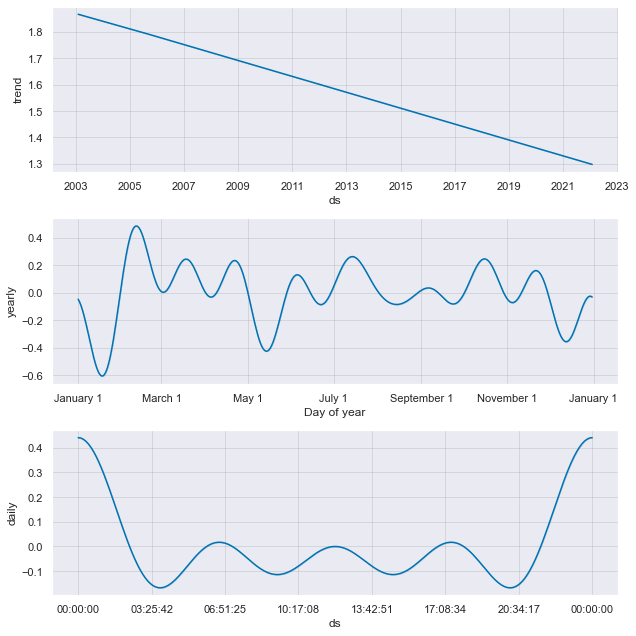 trend
1.8
1.7
1.6
1.5
1.4
1.3
2003 2005 2007 2009 2011 2013 2015 2017 2019 2021 2023
ds
yearly
0.4
0.2
0.0
−0.2
−0.4
−0.6
January 1 March 1 May 1 July 1 September 1 November 1 January 1
Day of year
daily
0.4
0.3
0.2
0.1
0.0
−0.1
00:00:00 03:25:42 06:51:25 10:17:08 13:42:51 17:08:34 20:34:17 00:00:00
ds